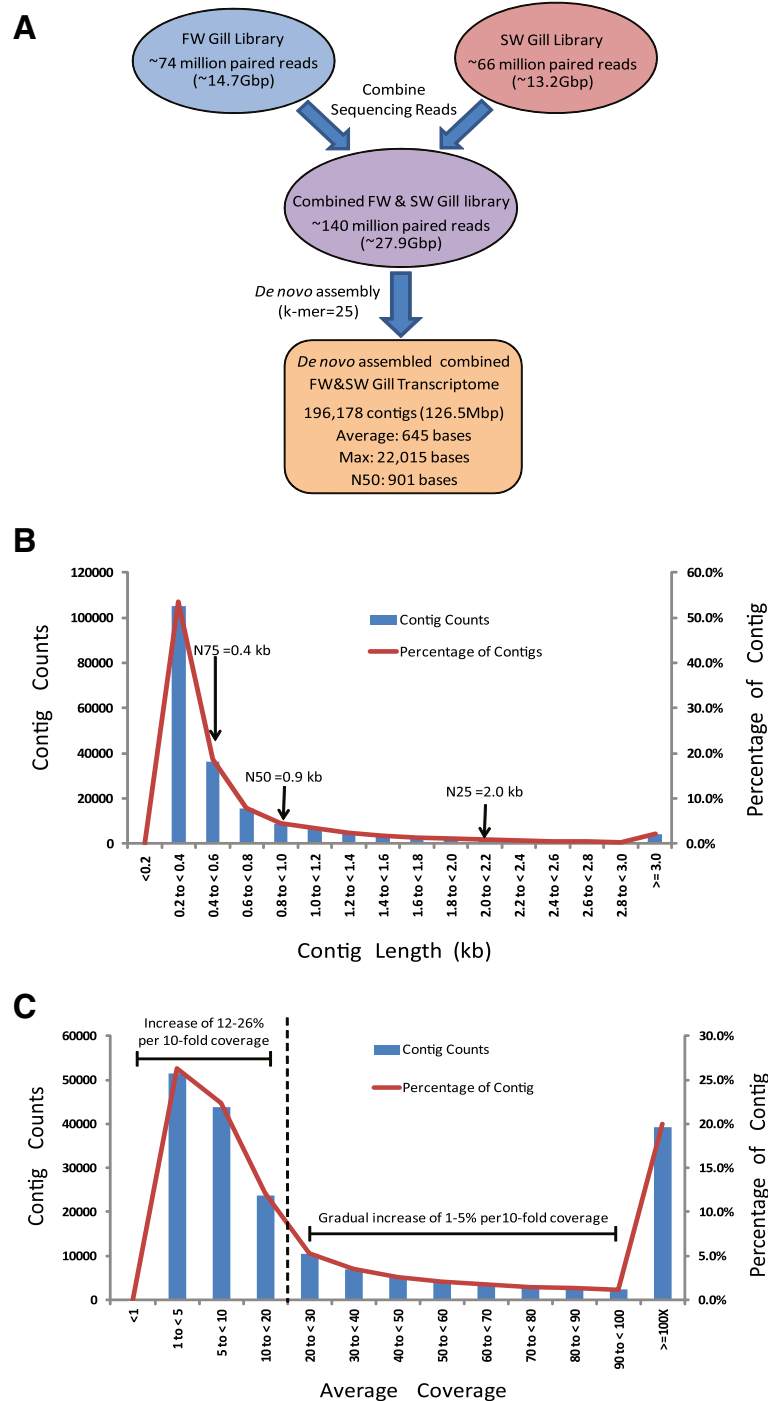 A
FW Gill Library
~74 million paired reads
(~14.7Gbp)
SW Gill Library
~66 million paired reads
(~13.2Gbp)
Combine
Sequencing Reads
Combined FW & SW Gill library
~140 million paired reads
(~27.9Gbp)
De novo assembly
(k-mer=25)
De novo assembled combined
FW&SW Gill Transcriptome
196,178 contigs (126.5Mbp)
Average: 645 bases
Max: 22,015 bases
N50: 901 bases
B
Contig Counts
120000
100000
80000
60000
40000
20000
0
60.0%
50.0%
40.0%
30.0%
20.0%
10.0%
0.0%
Percentage of Contig
Contig Counts
Percentage of Contigs
N75 =0.4 kb
N50 =0.9 kb
N25 =2.0 kb
<0.2
0.2 to < 0.4
0.4 to < 0.6
0.6 to < 0.8
0.8 to < 1.0
1.0 to < 1.2
1.2 to < 1.4
1.4 to < 1.6
1.6 to < 1.8
1.8 to < 2.0
2.0 to < 2.2
2.2 to < 2.4
2.4 to < 2.6
2.6 to < 2.8
2.8 to < 3.0
>= 3.0
Contig Length (kb)
C
Contig Counts
60000
50000
40000
30000
20000
10000
0
30.0%
25.0%
20.0%
15.0%
10.0%
5.0%
0.0%
Percentage of Contig
Increase of 12-26%
per 10-fold coverage
Contig Counts
Percentage of Contig
Gradual increase of 1-5% per10-fold coverage
<1
1 to < 5
5 to < 10
10 to < 20
20 to < 30
30 to < 40
40 to < 50
50 to < 60
60 to < 70
70 to < 80
80 to < 90
90 to < 100
>=100X
Average Coverage